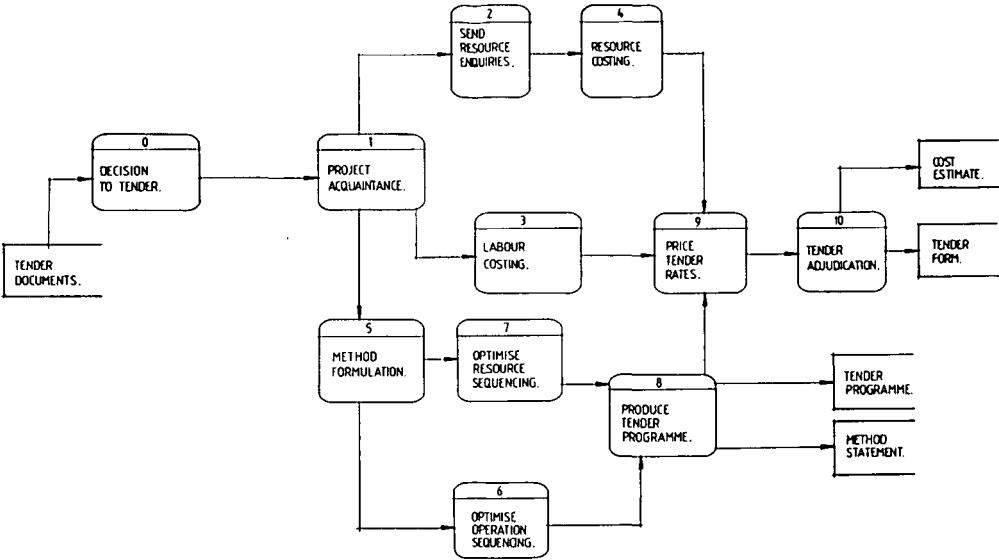 2
SEND
RESOURCE
ENQUIRIES.
4
RESOURCE
COSTING.
0
DECISION
TO TENDER.
1
PROJECT
ACQUAINTANCE.
COST
ESTIMATE.
3
LABOUR
COSTING.
9
PRICE
TENDER
RATES.
10
TENDER
ADJUDICATION.
TENDER
FORM.
TENDER
DOCUMENTS.
5
METHOD
FORMULATION.
7
OPTIMISE
RESOURCE
SEQUENCING.
8
PRODUCE
TENDER
PROGRAMME.
TENDER
PROGRAMME.
METHOD
STATEMENT.
6
OPTIMISE
OPERATION
SEQUENCING.